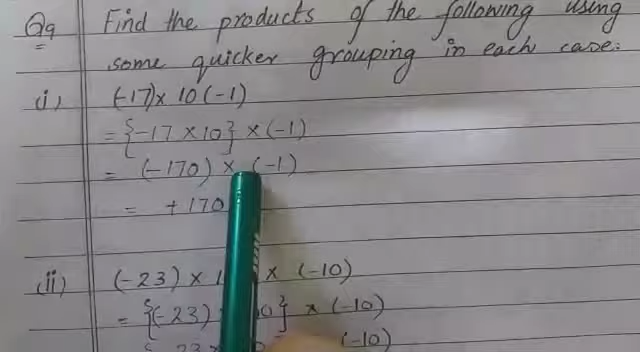 Q9 Find the products of the following using
some quicker grouping in each case:
(i) (-17) × 10 (-1)
= {-17 × 10} × (-1)
= (-170) × (-1)
= +170
(ii) (-23) × 1 × (-10)
= {(-23) 0} × (-10)
(-10)